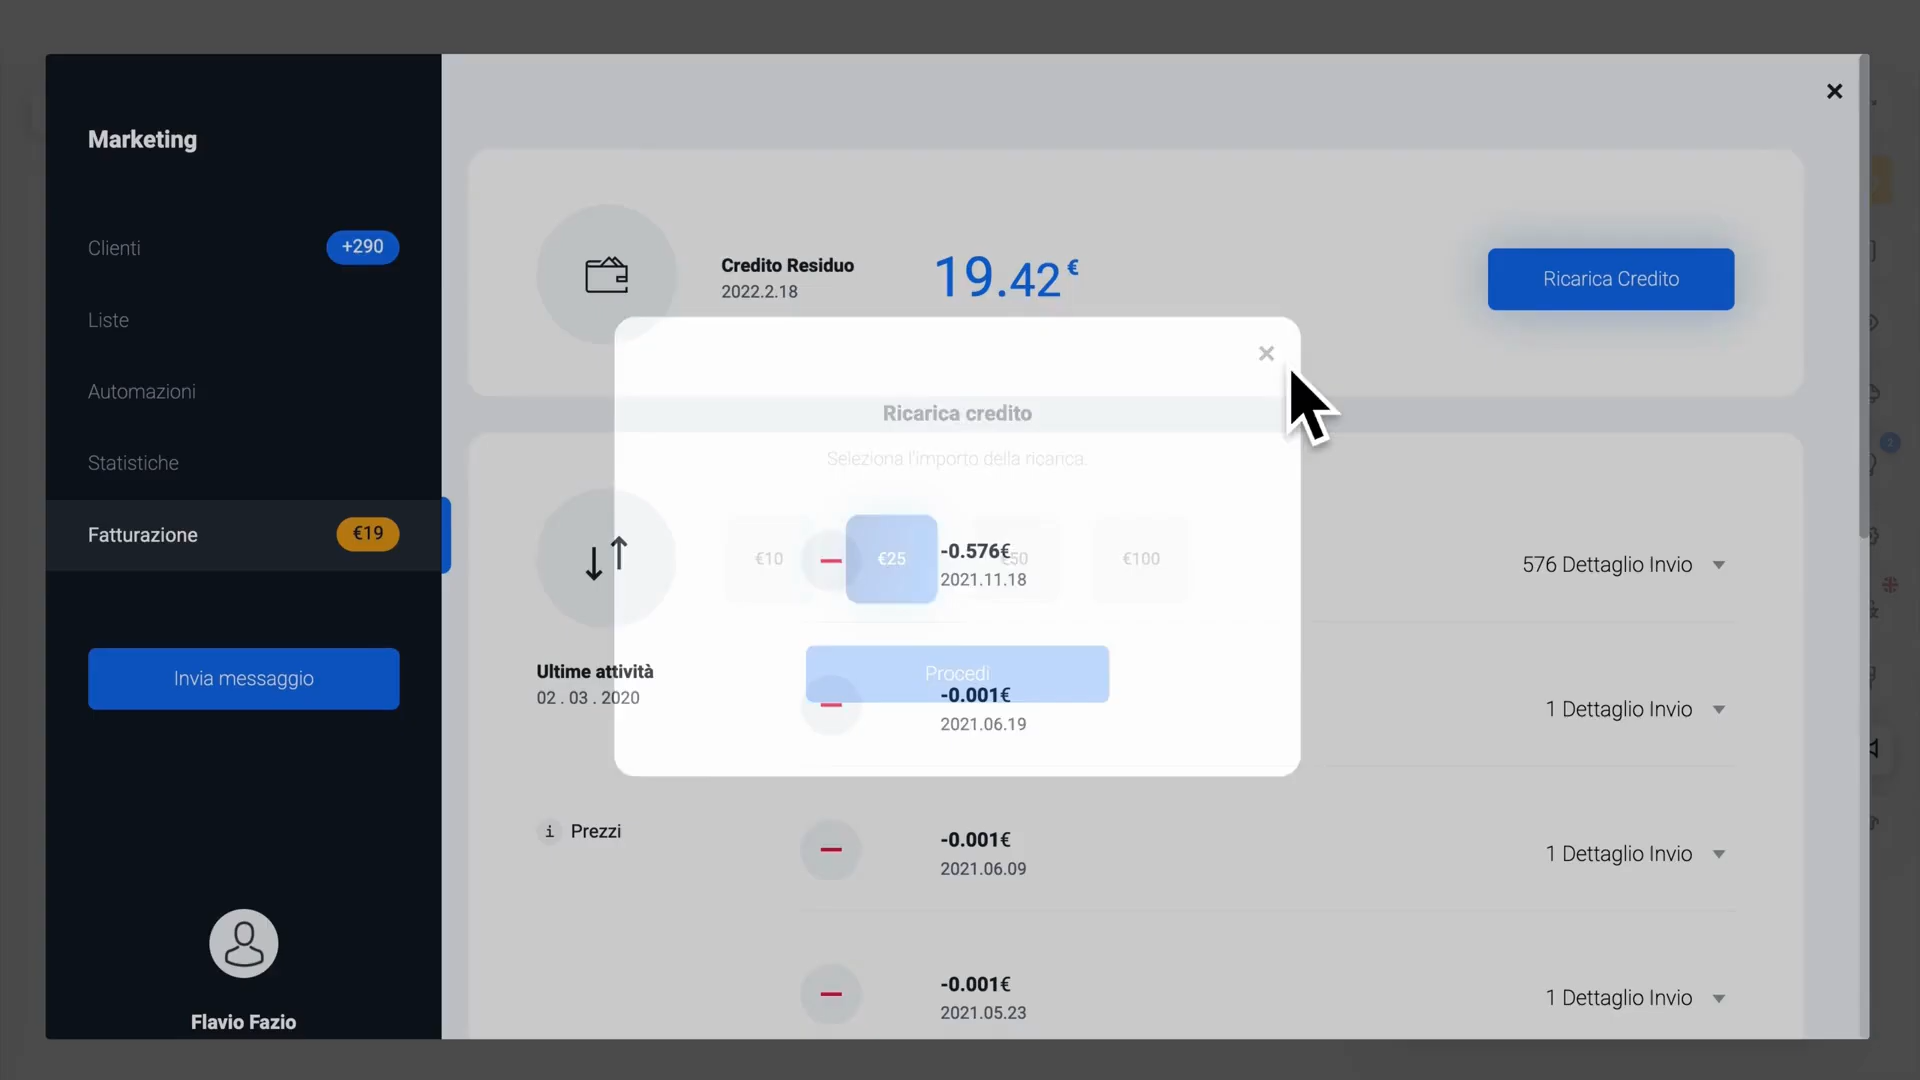 Marketing
Clienti
+290
Liste
Automazioni
Statistiche
Fatturazione
€19
Invia messaggio
Flavio Fazio
Credito Residuo
2022.2.18
19.42€
Ricarica Credito
Ricarica credito
Seleziona l'importo della ricarica.
€10
€25
€50
€100
Procedi
Ultime attività
02 . 03 . 2020
i Prezzi
-0.576€
2021.11.18
576 Dettaglio Invio
-0.001€
2021.06.19
1 Dettaglio Invio
-0.001€
2021.06.09
1 Dettaglio Invio
-0.001€
2021.05.23
1 Dettaglio Invio
2